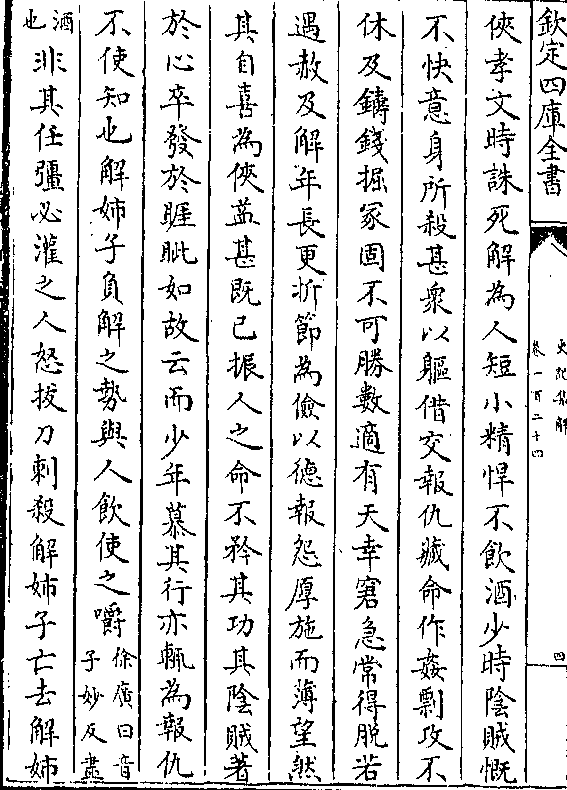 欽定四庫全書
史記集解
卷一百二十四
四
俠孝文時誅死解為人短小精悍不飲酒少時陰賊慨
不快意身所殺甚衆以軀借交報仇藏命作姦剽攻不
休及鑄錢掘冢固不可勝數適有天幸窘急常得脱若
遇赦及解年長更折節為儉以德報怨厚施而薄望然
其自喜為俠益甚既已振人之命不矜其功其陰賊著
於心卒發於睚眦如故云而少年慕其行亦輒為報仇
不使知也解姉子負解之勢與人飲使之嚼徐廣曰音子妙反盡
酒也非其任彊必灌之人怒拔刀刺殺解姉子亡去解姉